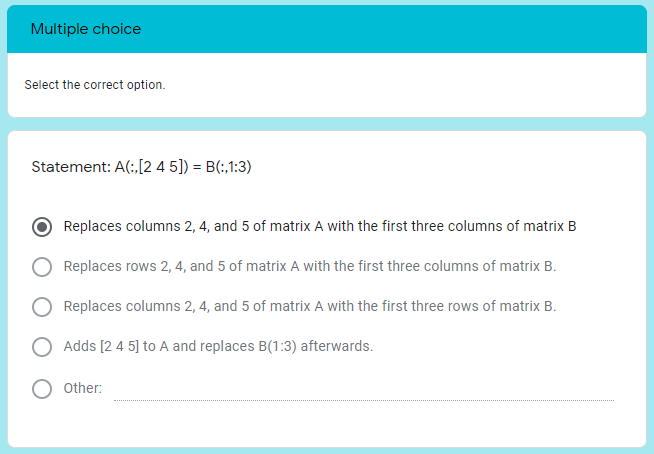 Multiple choice
Select the correct option.
Statement: A(:,[2 4 5]) = B(:,1:3)
Replaces columns 2, 4, and 5 of matrix A with the first three columns of matrix B
Replaces rows 2, 4, and 5 of matrix A with the first three columns of matrix B.
Replaces columns 2, 4, and 5 of matrix A with the first three rows of matrix B.
Adds [2 4 5] to A and replaces B(1:3) afterwards.
Other: